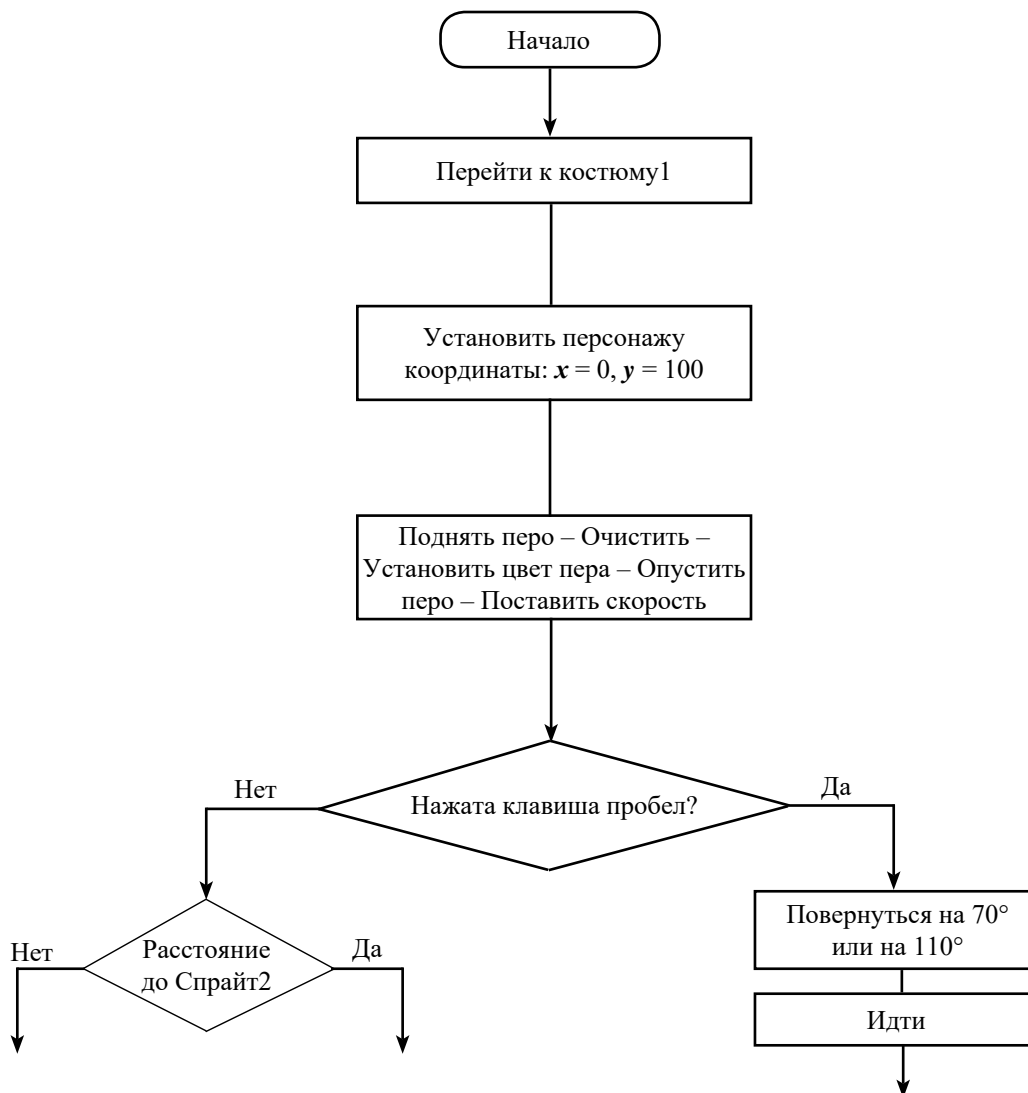 Начало
Перейти к костюму1
Установить персонажу
координаты: x = 0, y = 100
Поднять перо – Очистить –
Установить цвет пера – Опустить
перо – Поставить скорость
Нет
Нажата клавиша пробел?
Да
Нет
Расстояние
до Спрайт2
Да
Повернуться на 70°
или на 110°
Идти